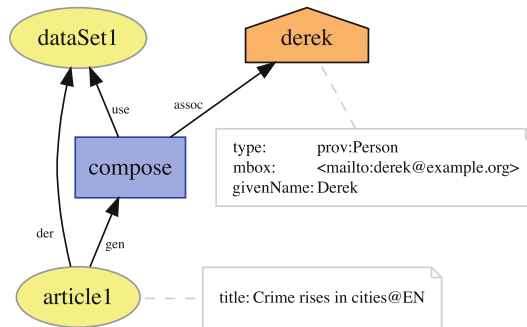 dataSet1
derek
use
assoc
compose
type: prov:Person
mbox: <mailto:derek@example.org>
givenName: Derek
der
gen
article1
title: Crime rises in cities@EN